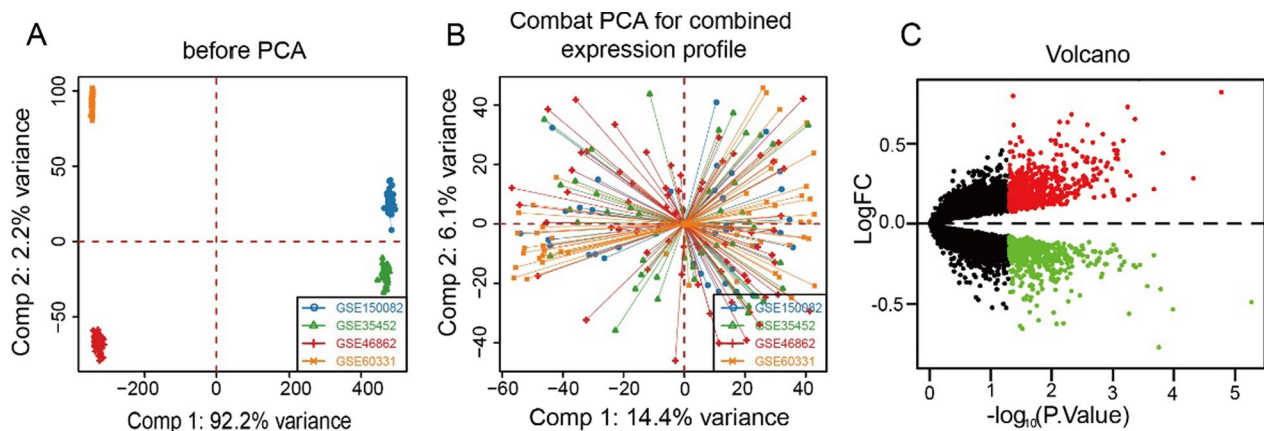 A
before PCA
Comp 2: 2.2% variance
100
50
0
−50
−200
0
200
400
Comp 1: 92.2% variance
GSE150082
GSE35452
GSE46862
GSE60331
B
Combat PCA for combined
expression profile
Comp 2: 6.1% variance
40
20
0
−20
−40
−60
−40
−20
0
20
40
Comp 1: 14.4% variance
GSE150082
GSE35452
GSE46862
GSE60331
C
Volcano
LogFC
0.5
0.0
-0.5
0
1
2
3
4
5
-log₁₀(P.Value)